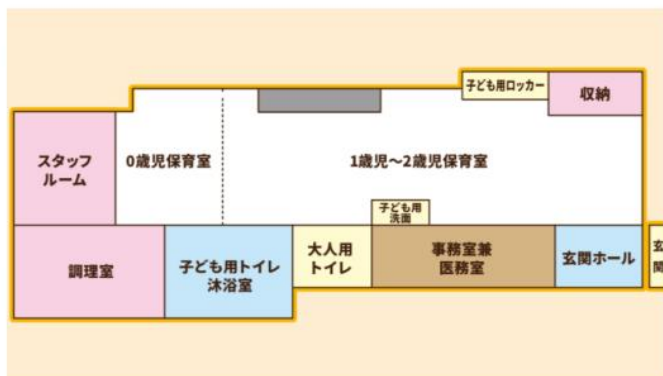 子ども用ロッカー
収納
スタッフ
ルーム
0歳児保育室
1歳児～2歳児保育室
子ども用
洗面
調理室
子ども用トイレ
沐浴室
大人用
トイレ
事務室兼
医務室
玄関ホール
玄
関